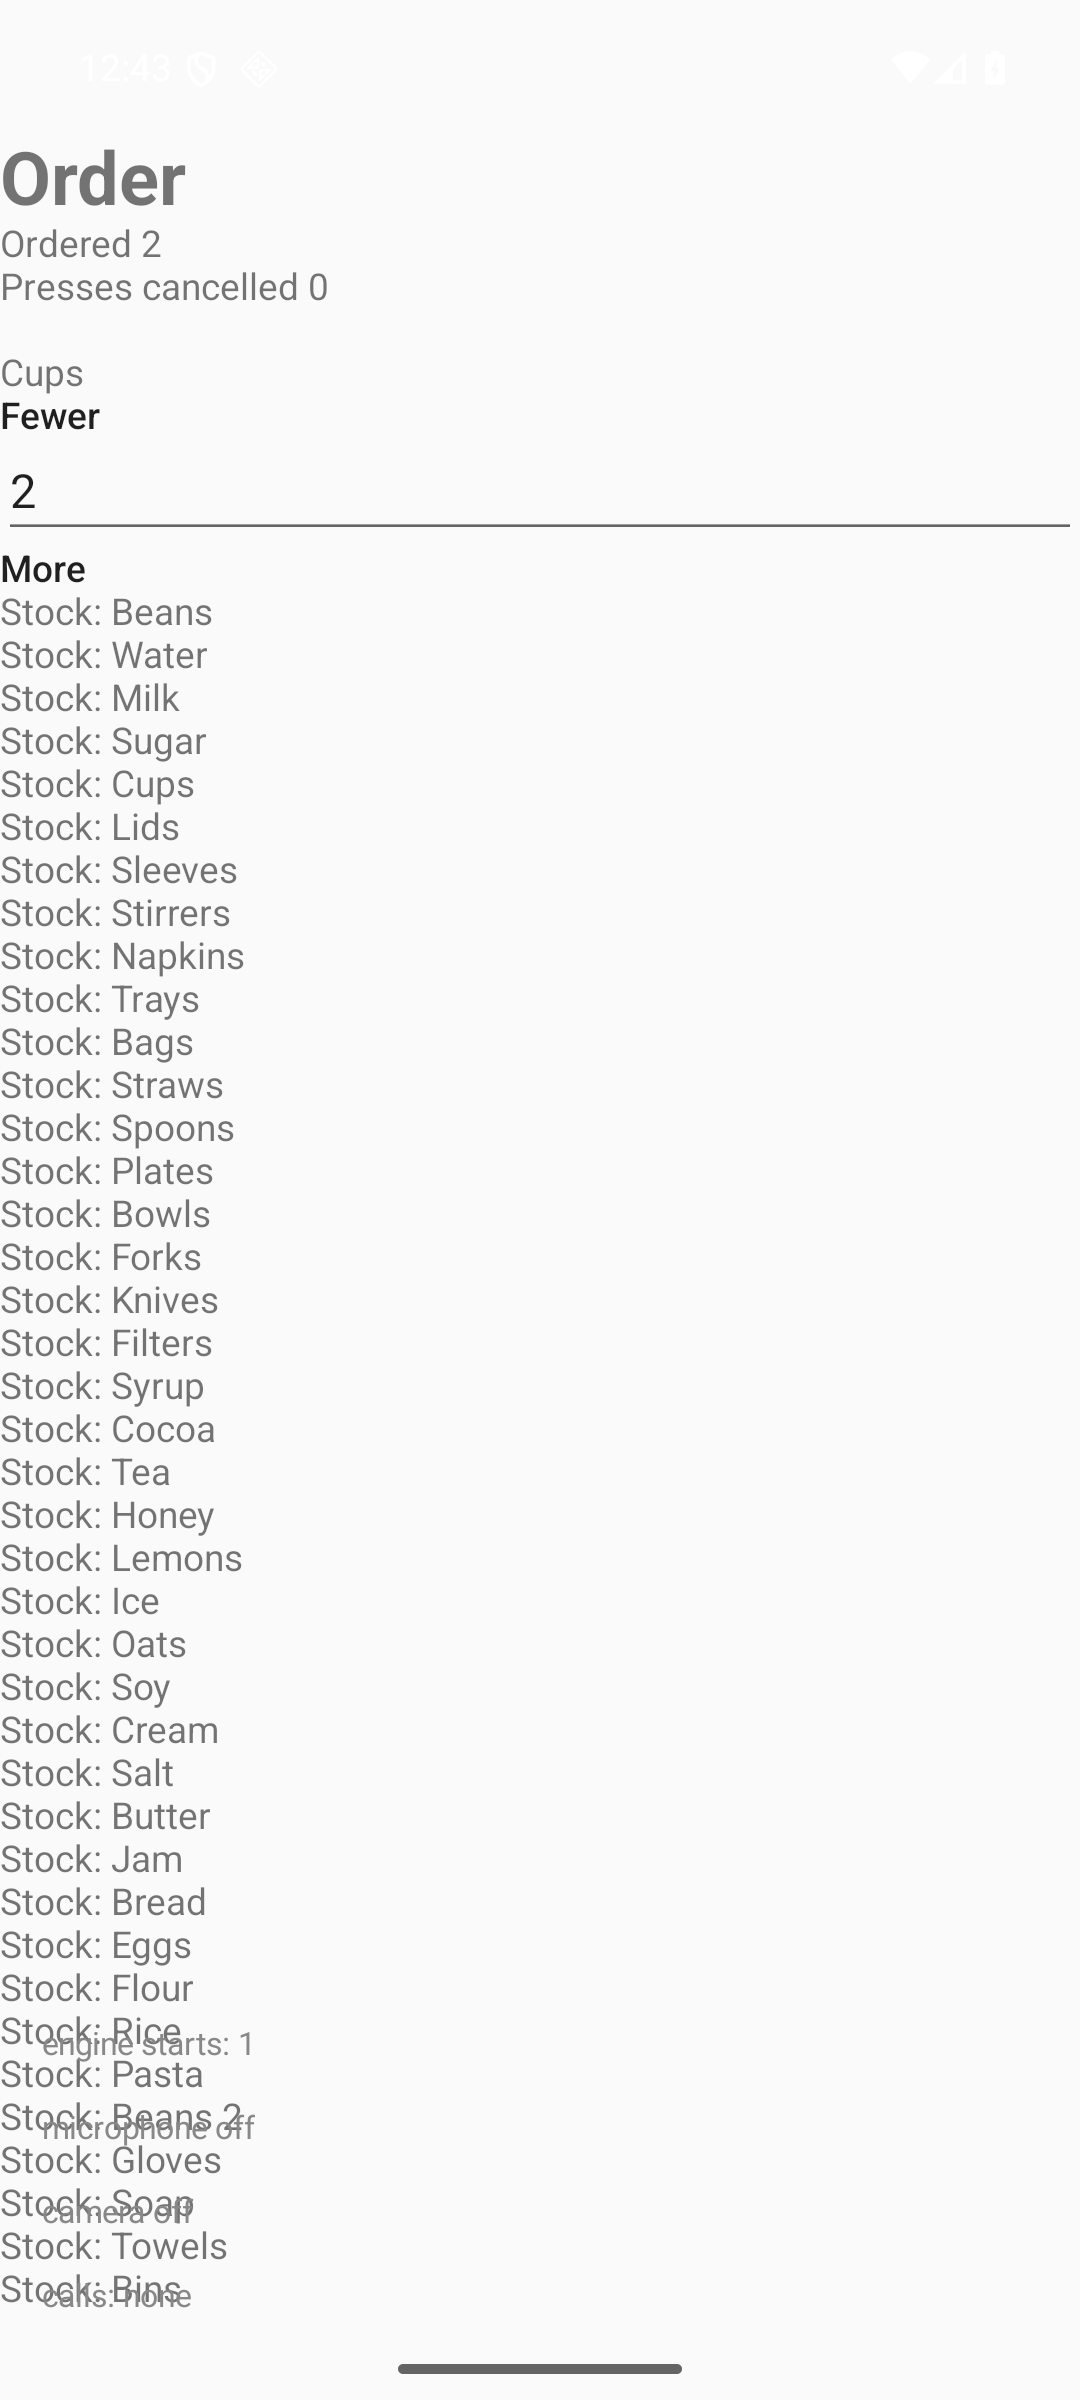 12:43
Order
Ordered 2
Presses cancelled 0
Cups
Fewer
2
More
Stock: Beans
Stock: Water
Stock: Milk
Stock: Sugar
Stock: Cups
Stock: Lids
Stock: Sleeves
Stock: Stirrers
Stock: Napkins
Stock: Trays
Stock: Bags
Stock: Straws
Stock: Spoons
Stock: Plates
Stock: Bowls
Stock: Forks
Stock: Knives
Stock: Filters
Stock: Syrup
Stock: Cocoa
Stock: Tea
Stock: Honey
Stock: Lemons
Stock: Ice
Stock: Oats
Stock: Soy
Stock: Cream
Stock: Salt
Stock: Butter
Stock: Jam
Stock: Bread
Stock: Eggs
Stock: Flour
Stock: Rice
engine starts: 1
Stock: Pasta
Stock: Beans 2
microphone off
Stock: Gloves
Stock: Soap
camera off
Stock: Towels
Stock: Bins
calls: none